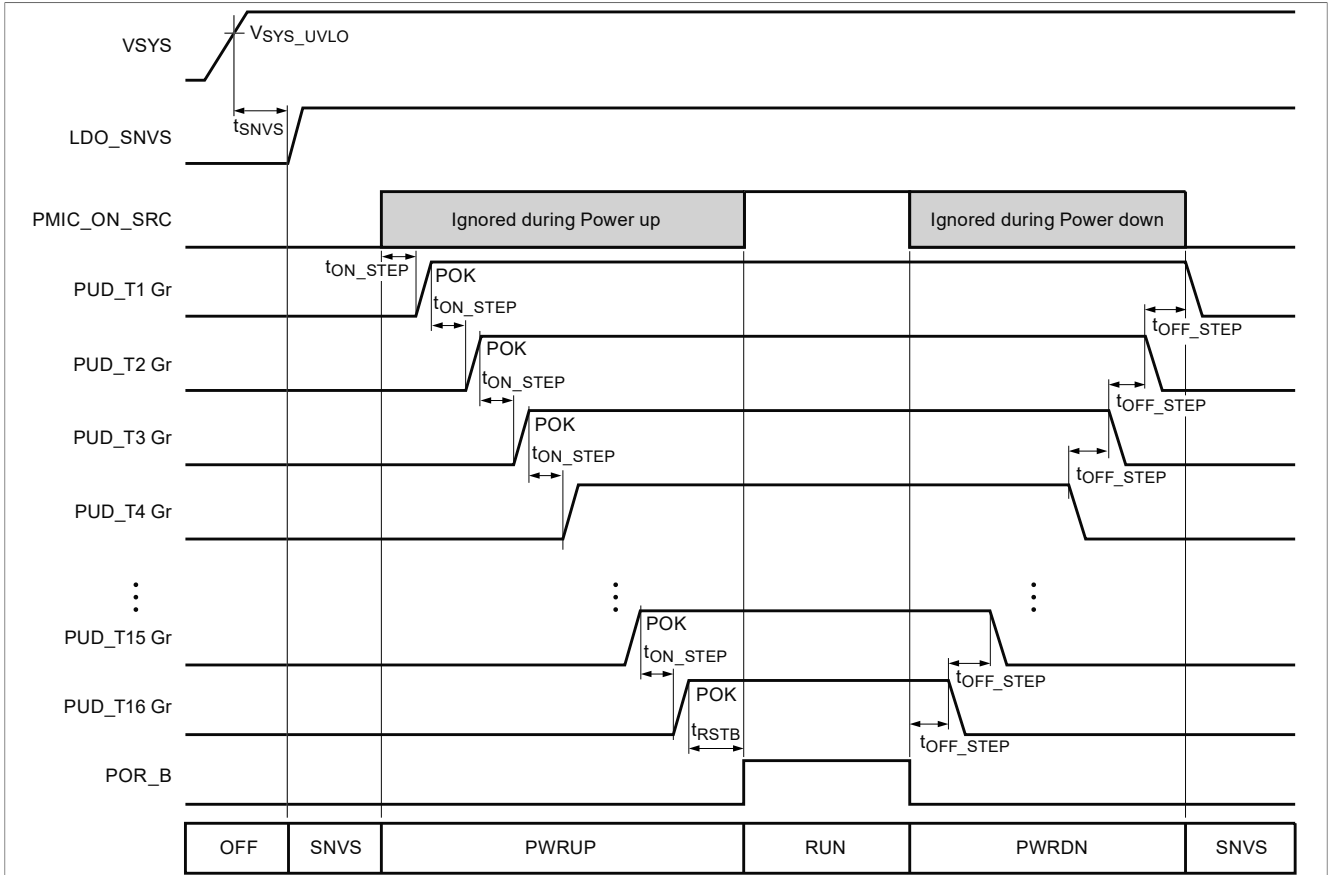 VSYS
VSYS_UVLO
tSNVS
LDO_SNVS
PMIC_ON_SRC
Ignored during Power up
Ignored during Power down
tON_STEP
PUD_T1 Gr
POK
tON_STEP
tOFF_STEP
PUD_T2 Gr
POK
tON_STEP
tOFF_STEP
PUD_T3 Gr
POK
tON_STEP
tOFF_STEP
PUD_T4 Gr
PUD_T15 Gr
POK
tON_STEP
tOFF_STEP
PUD_T16 Gr
POK
tRSTB
tOFF_STEP
POR_B
OFF
SNVS
PWRUP
RUN
PWRDN
SNVS